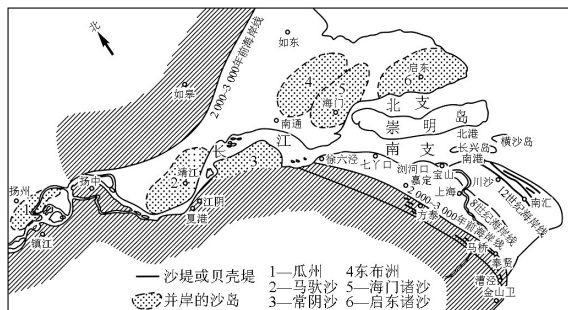 北
如东
2 000~3 000年前海岸线
如皋
4
5
海门
6
启东
南通
北支
崇明岛
北港
长兴岛
横沙岛
长江
南支
南港
徐六泾
七丫口
浏河口
宝山
嘉定
川沙
上海
南汇
12世纪海岸线
8世纪海岸线
2 000~3 000年前海岸线
方泰
马桥
奉贤
漕泾
金山卫
扬州
1
镇江
扬中
靖江
2
江阴
夏港
3
沙堤或贝壳堤
并岸的沙岛
1—瓜州 4东布洲
2—马驮沙 5—海门诸沙
3—常阴沙 6—启东诸沙